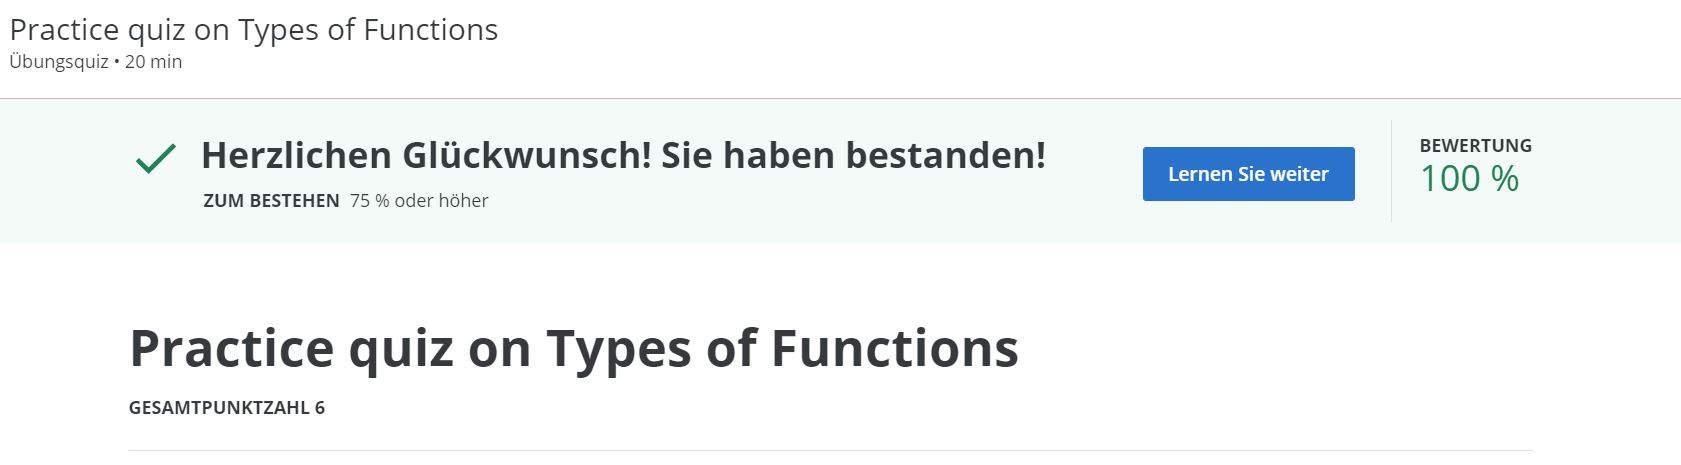 Practice quiz on Types of Functions
Übungsquiz • 20 min
Herzlichen Glückwunsch! Sie haben bestanden!
ZUM BESTEHEN 75 % oder höher
Lernen Sie weiter
BEWERTUNG
100 %
Practice quiz on Types of Functions
GESAMTPUNKTZAHL 6